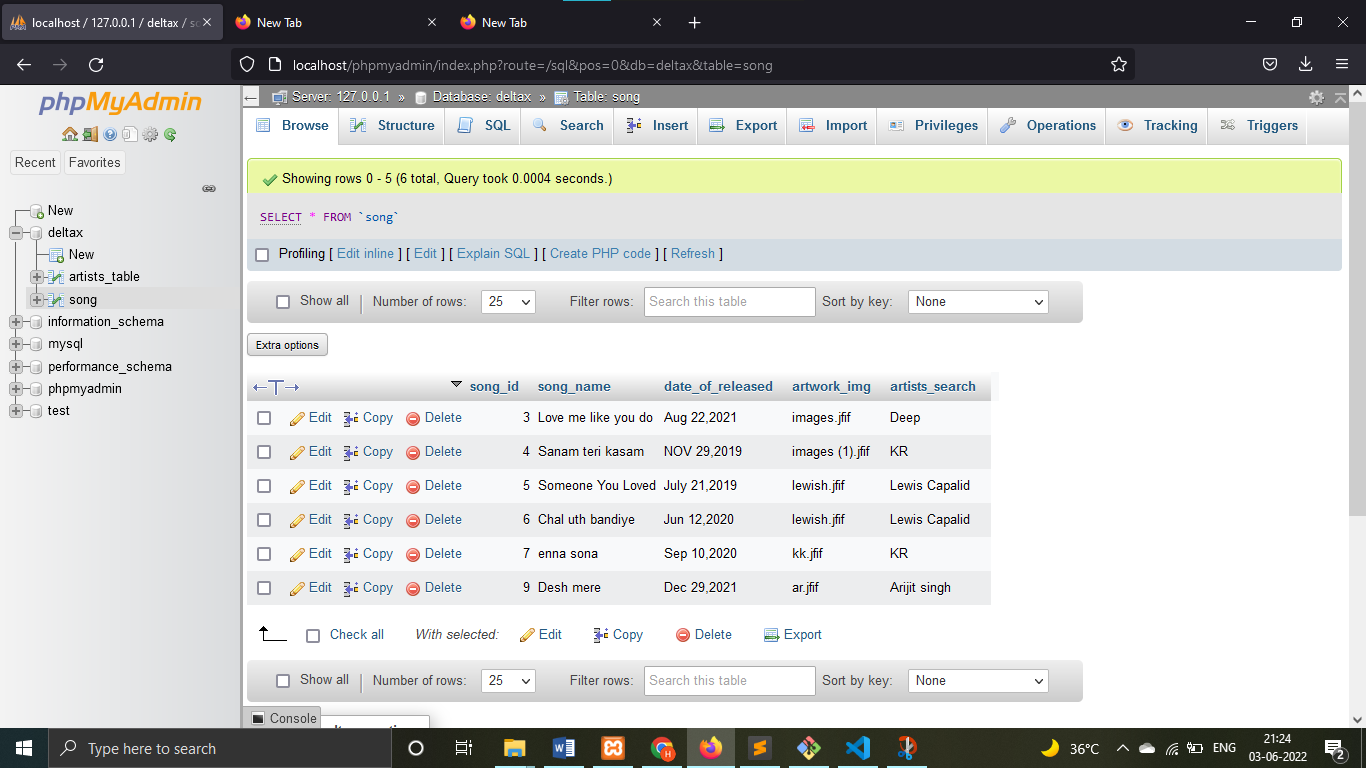 localhost / 127.0.0.1 / deltax / so
New Tab
New Tab
localhost/phpmyadmin/index.php?route=/sql&pos=0&db=deltax&table=song
phpMyAdmin
Recent
Favorites
New
deltax
New
artists_table
song
information_schema
mysql
performance_schema
phpmyadmin
test
Server: 127.0.0.1 » Database: deltax » Table: song
Browse Structure SQL Search Insert Export Import Privileges Operations Tracking Triggers
Showing rows 0 - 5 (6 total, Query took 0.0004 seconds.)
SELECT * FROM `song`
Profiling [ Edit inline ] [ Edit ] [ Explain SQL ] [ Create PHP code ] [ Refresh ]
Show all Number of rows: 25 Filter rows: Search this table Sort by key: None
Extra options
song_id song_name date_of_released artwork_img artists_search
Edit Copy Delete 3 Love me like you do Aug 22,2021 images.jfif Deep
Edit Copy Delete 4 Sanam teri kasam NOV 29,2019 images (1).jfif KR
Edit Copy Delete 5 Someone You Loved July 21,2019 lewish.jfif Lewis Capalid
Edit Copy Delete 6 Chal uth bandiye Jun 12,2020 lewish.jfif Lewis Capalid
Edit Copy Delete 7 enna sona Sep 10,2020 kk.jfif KR
Edit Copy Delete 9 Desh mere Dec 29,2021 ar.jfif Arijit singh
Check all With selected: Edit Copy Delete Export
Show all Number of rows: 25 Filter rows: Search this table Sort by key: None
Console
Type here to search
36°C
ENG
21:24
03-06-2022
2